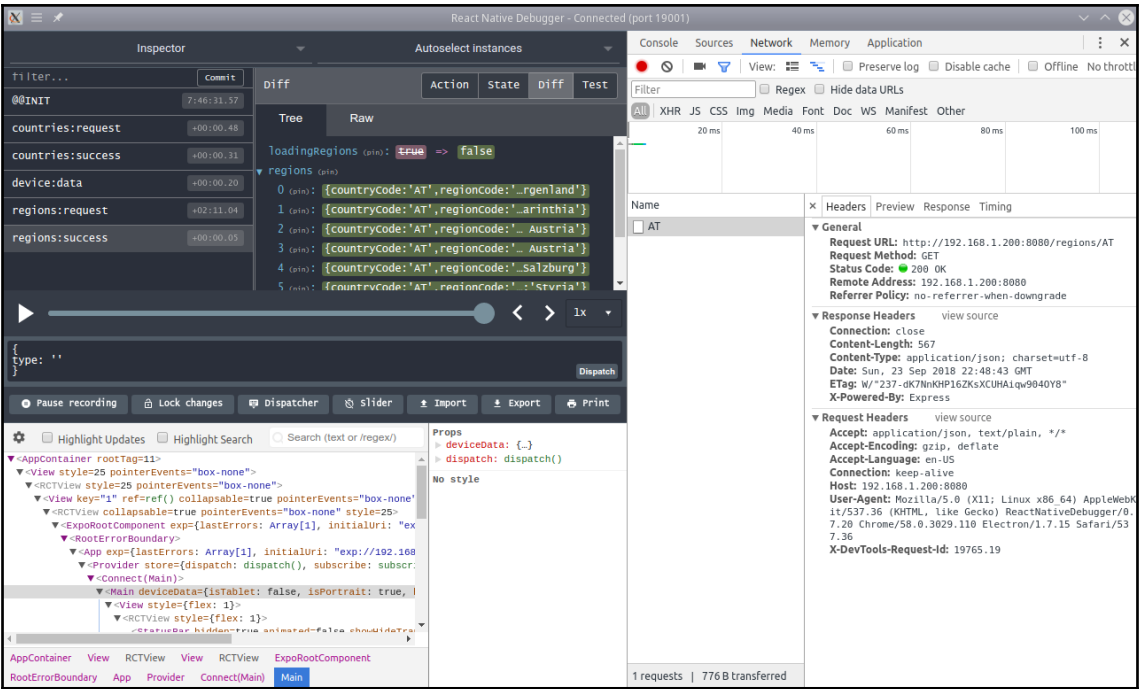 React Native Debugger - Connected (port 19001)
Inspector
Autoselect instances
filter...
Commit
@@INIT
7:46:31.57
countries:request
+00:00.48
countries:success
+00:00.31
device:data
+00:00.20
regions:request
+02:11.04
regions:success
+00:00.05
Diff
Action State Diff Test
Tree Raw
loadingRegions (pin): true => false
regions (pin)
0 (pin): {countryCode:'AT',regionCode:'…rgenland'}
1 (pin): {countryCode:'AT',regionCode:'…arinthia'}
2 (pin): {countryCode:'AT',regionCode:'… Austria'}
3 (pin): {countryCode:'AT',regionCode:'… Austria'}
4 (pin): {countryCode:'AT',regionCode:'…Salzburg'}
5 (pin): {countryCode:'AT',regionCode:'…:'Styria'}
1x
{
type: ''
}
Dispatch
Pause recording
Lock changes
Dispatcher
Slider
Import
Export
Print
Highlight Updates
Highlight Search
Search (text or /regex/)
<AppContainer rootTag=11>
<View style=25 pointerEvents="box-none">
<RCTView style=25 pointerEvents="box-none">
<View key="1" ref=ref() collapsable=true pointerEvents="box-none"
<RCTView collapsable=true pointerEvents="box-none" style=25>
<ExpoRootComponent exp={lastErrors: Array[1], initialUri: "ex
<RootErrorBoundary>
<App exp={lastErrors: Array[1], initialUri: "exp://192.168
<Provider store={dispatch: dispatch(), subscribe: subscr
<Connect(Main)>
<Main deviceData={isTablet: false, isPortrait: true,
<View style={flex: 1}>
<RCTView style={flex: 1}>
<StatusBar hidden=true animated=false showHideTra
AppContainer View RCTView View RCTView ExpoRootComponent
RootErrorBoundary App Provider Connect(Main) Main
Props
deviceData: {…}
dispatch: dispatch()
No style
Console Sources Network Memory Application
View:
Preserve log
Disable cache
Offline
No throttl
Filter
Regex
Hide data URLs
All XHR JS CSS Img Media Font Doc WS Manifest Other
20 ms 40 ms 60 ms 80 ms 100 ms
Name
AT
1 requests | 776 B transferred
× Headers Preview Response Timing
General
Request URL: http://192.168.1.200:8080/regions/AT
Request Method: GET
Status Code: 200 OK
Remote Address: 192.168.1.200:8080
Referrer Policy: no-referrer-when-downgrade
Response Headers view source
Connection: close
Content-Length: 567
Content-Type: application/json; charset=utf-8
Date: Sun, 23 Sep 2018 22:48:43 GMT
ETag: W/"237-dK7NnKHP16ZKsXCUHAiqw904OY8"
X-Powered-By: Express
Request Headers view source
Accept: application/json, text/plain, */*
Accept-Encoding: gzip, deflate
Accept-Language: en-US
Connection: keep-alive
Host: 192.168.1.200:8080
User-Agent: Mozilla/5.0 (X11; Linux x86_64) AppleWebK
it/537.36 (KHTML, like Gecko) ReactNativeDebugger/0.
7.20 Chrome/58.0.3029.110 Electron/1.7.15 Safari/53
7.36
X-DevTools-Request-Id: 19765.19